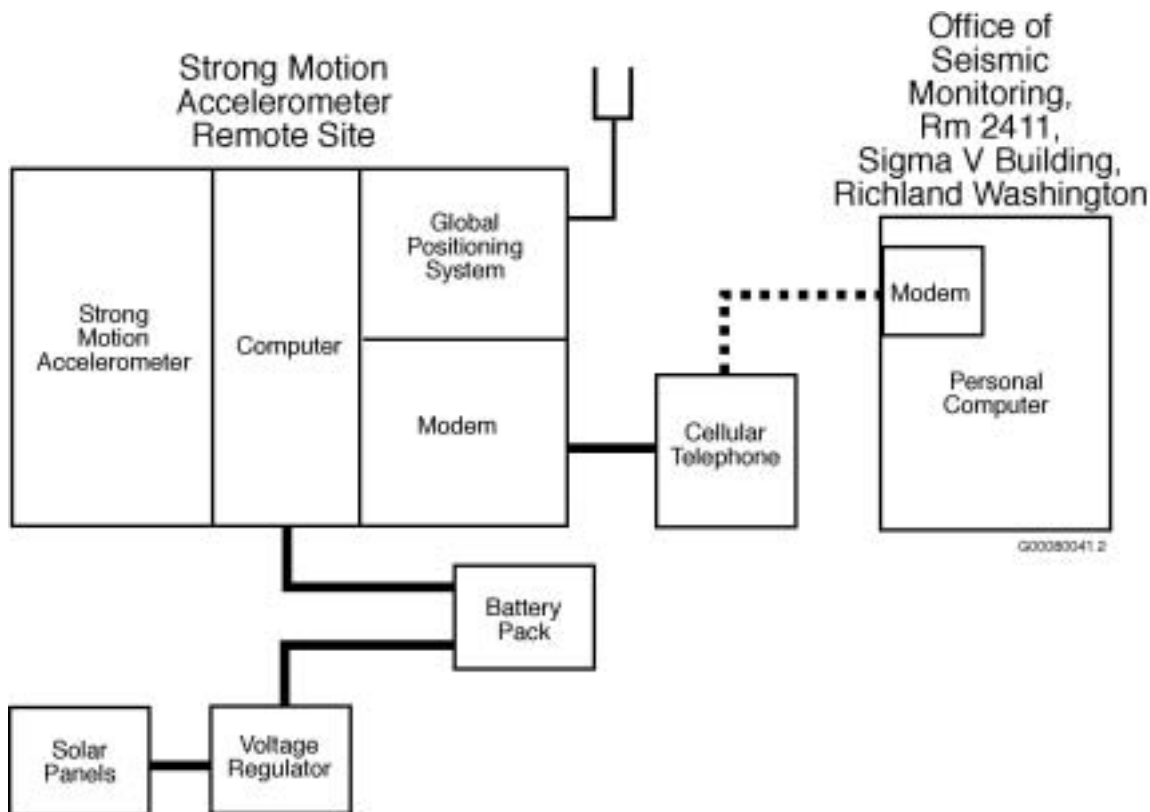 Strong Motion
Accelerometer
Remote Site
Office of
Seismic
Monitoring,
Rm 2411,
Sigma V Building,
Richland Washington
Strong
Motion
Accelerometer
Computer
Global
Positioning
System
Modem
Cellular
Telephone
Modem
Personal
Computer
G00080041.2
Battery
Pack
Solar
Panels
Voltage
Regulator